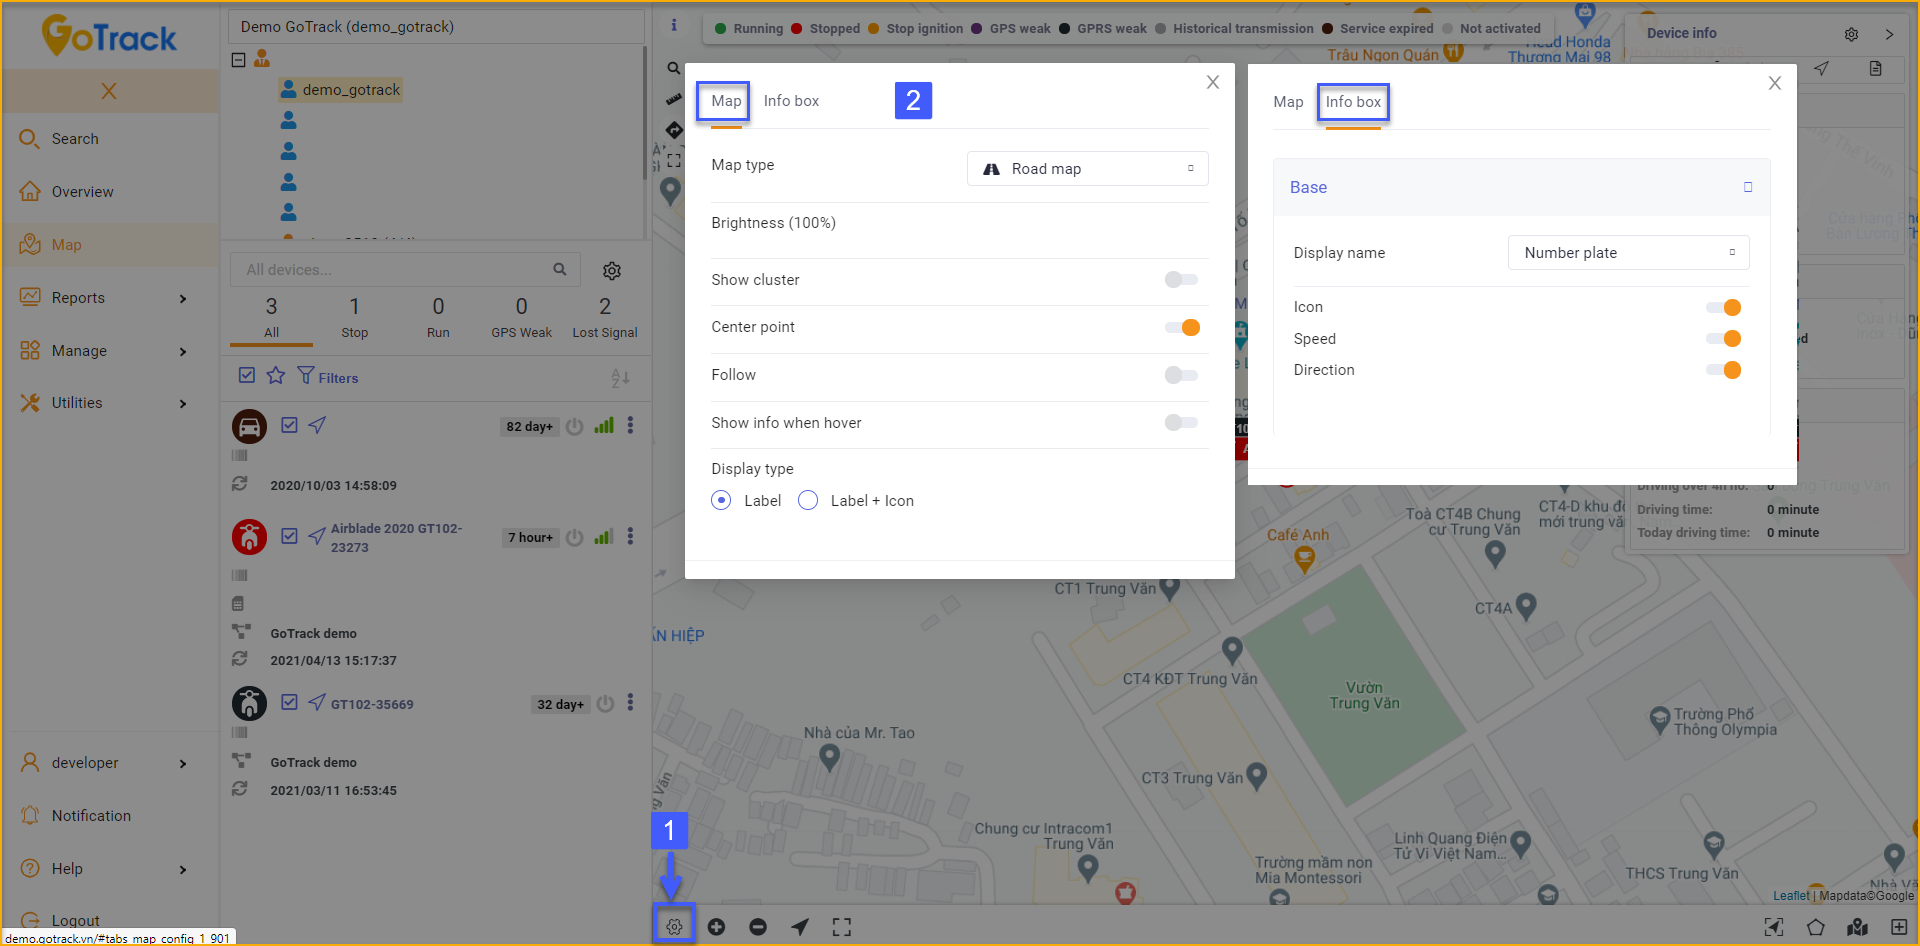 GoTrack
X
Search
Overview
Map
Reports
Manage
Utilities
developer
Notification
Help
Logout
demo.gotrack.vn/#tabs_map_config_1_901
Demo GoTrack (demo_gotrack)
demo_gotrack
All devices...
3 1 0 0 2
All Stop Run GPS Weak Lost Signal
Filters
82 day+
2020/10/03 14:58:09
Airblade 2020 GT102-
23273
7 hour+
GoTrack demo
2021/04/13 15:17:37
GT102-35669
32 day+
GoTrack demo
2021/03/11 16:53:45
Running Stopped Stop ignition GPS weak GPRS weak Historical transmission Service expired Not activated
Map Info box
2
X
Map type
Road map
Brightness (100%)
Show cluster
Center point
Follow
Show info when hover
Display type
Label Label + Icon
Map Info box
X
Base
Display name
Number plate
Icon
Speed
Direction
Device info
Trâu Ngon Quán
Head Honda
Thương Mại 98
Driving time: 0 minute
Today driving time: 0 minute
Café Anh
Toà CT4B Chung
cư Trung Văn
CT4-D khu đô
mới trung văn
CT1 Trung Văn
CT4A
CT4 KĐT Trung Văn
Vườn
Trung Văn
Trường Phổ
Thông Olympia
Nhà của Mr. Tao
CT3 Trung Văn
Chung cư Intracom1
Trung Văn
Linh Quang Điện
Tử Vi Việt Nam...
Trường mầm non
Mia Montessori
THCS Trung Văn
1
Leaflet | Mapdata©Google